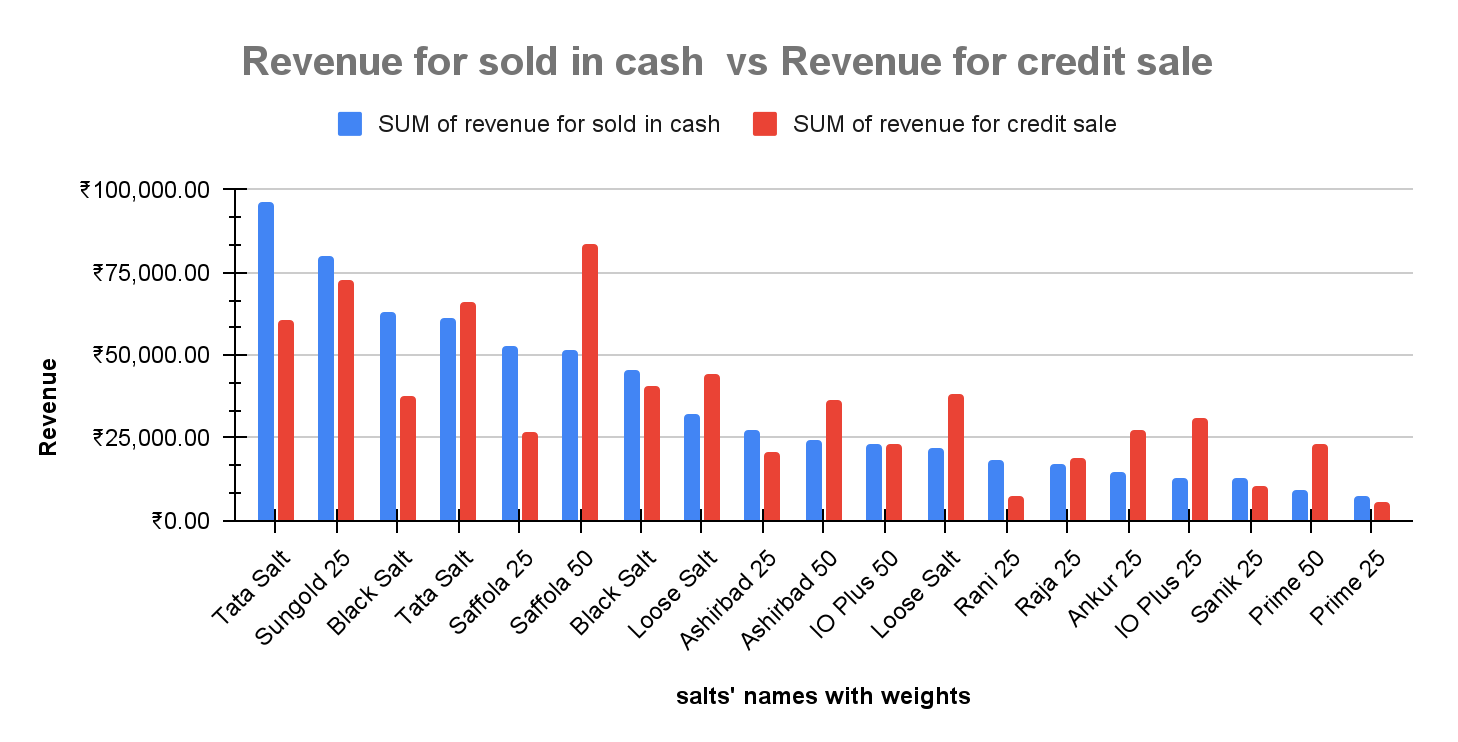 Revenue for sold in cash  vs Revenue for credit sale
SUM of revenue for sold in cash SUM of revenue for credit sale
₹100,000.00
₹75,000.00
₹50,000.00
₹25,000.00
₹0.00
Revenue
Tata Salt
Sungold 25
Black Salt
Tata Salt
Saffola 25
Saffola 50
Black Salt
Loose Salt
Ashirbad 25
Ashirbad 50
IO Plus 50
Loose Salt
Rani 25
Raja 25
Ankur 25
IO Plus 25
Sanik 25
Prime 50
Prime 25
salts' names with weights